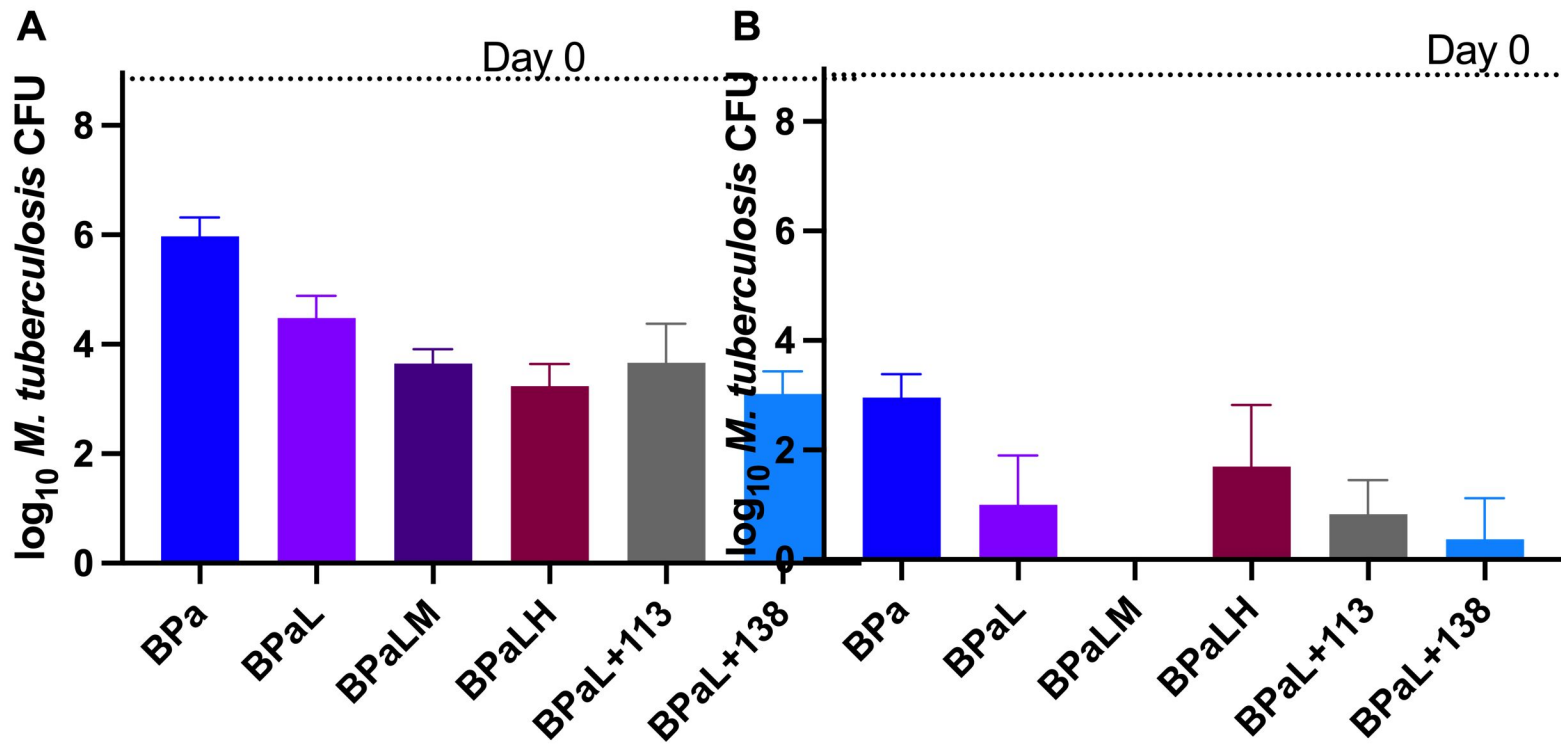 A
Day 0
log10 M. tuberculosis CFU
8
6
4
2
0
BPa
BPaL
BPaLM
BPaLH
BPaL+113
BPaL+138
B
Day 0
log10 M. tuberculosis CFU
8
6
4
2
0
BPa
BPaL
BPaLM
BPaLH
BPaL+113
BPaL+138